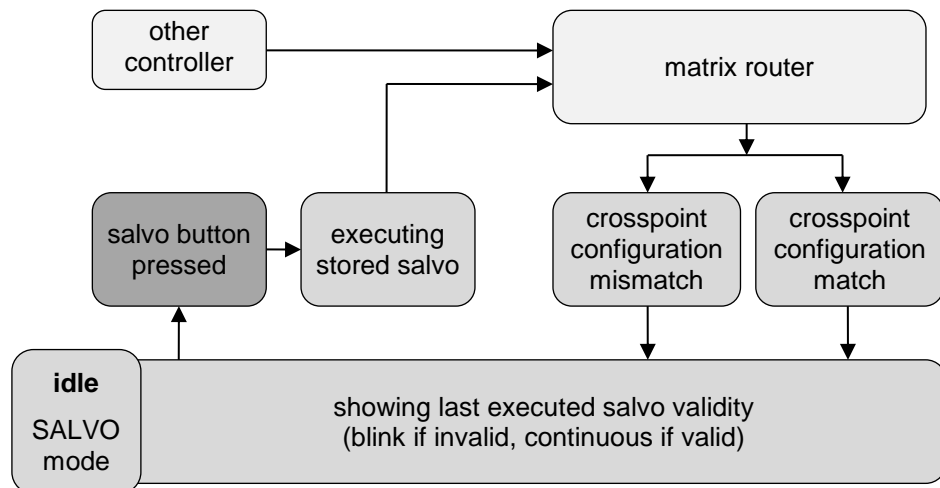 other
controller
matrix router
salvo button
pressed
executing
stored salvo
crosspoint
configuration
mismatch
crosspoint
configuration
match
idle
SALVO
mode
showing last executed salvo validity
(blink if invalid, continuous if valid)